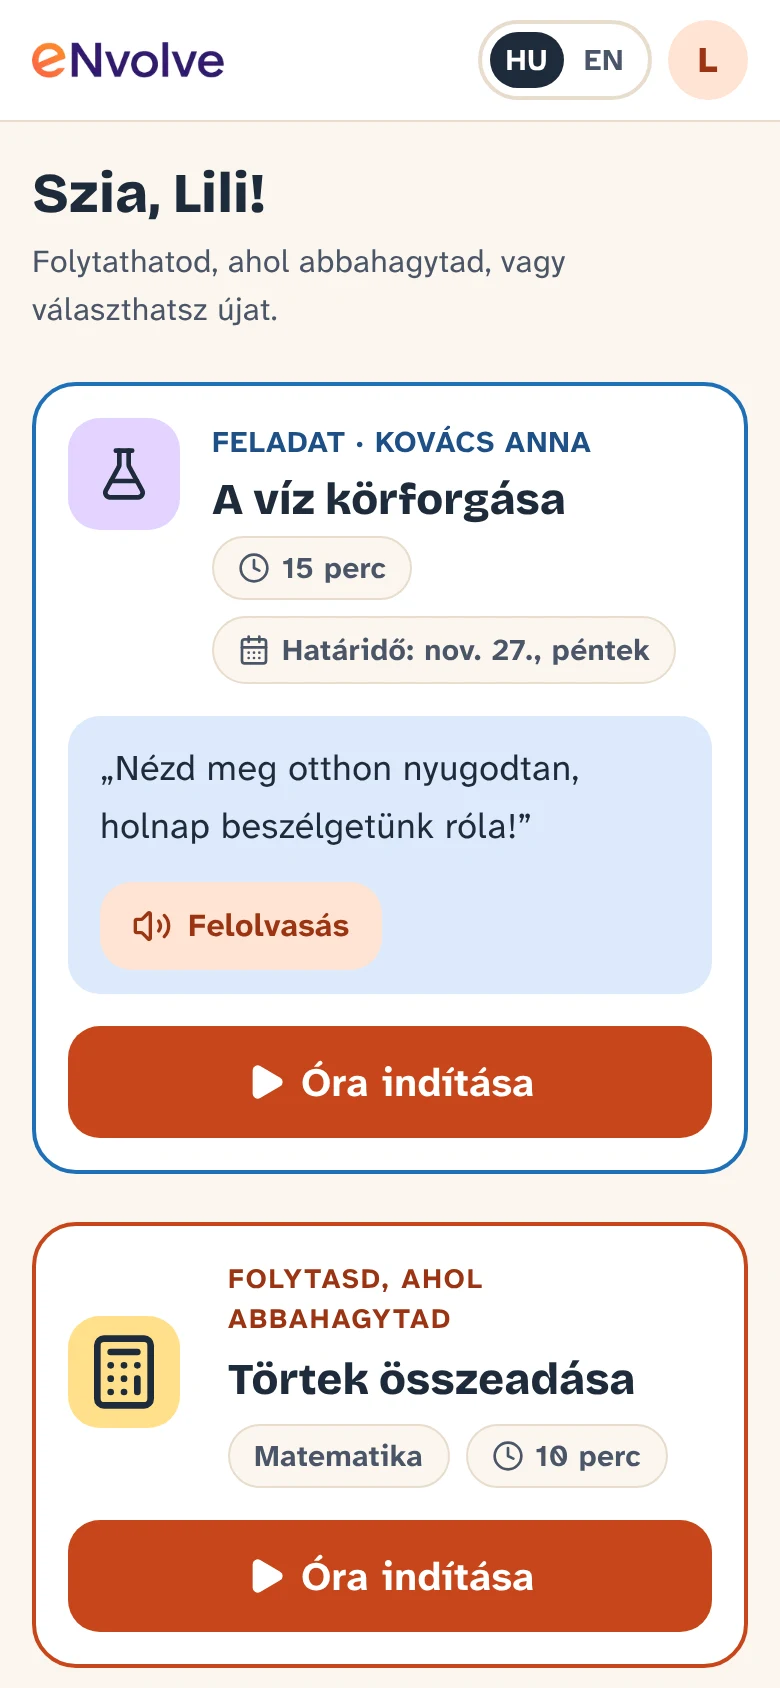 eNvolve
HU EN L
Szia, Lili!
Folytathatod, ahol abbahagytad, vagy
választhatsz újat.
FELADAT · KOVÁCS ANNA
A víz körforgása
15 perc
Határidő: nov. 27., péntek
„Nézd meg otthon nyugodtan,
holnap beszélgetünk róla!”
Felolvasás
Óra indítása
FOLYTASD, AHOL
ABBAHAGYTAD
Törtek összeadása
Matematika 10 perc
Óra indítása